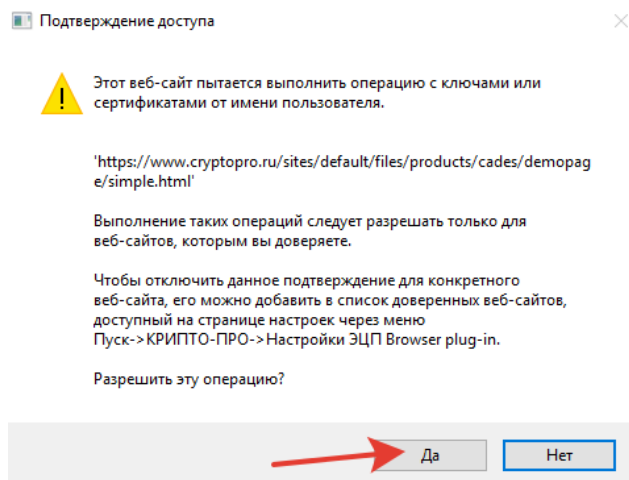 Подтверждение доступа
Этот веб-сайт пытается выполнить операцию с ключами или
сертификатами от имени пользователя.
'https://www.cryptopro.ru/sites/default/files/products/cades/demopag
e/simple.html'
Выполнение таких операций следует разрешать только для
веб-сайтов, которым вы доверяете.
Чтобы отключить данное подтверждение для конкретного
веб-сайта, его можно добавить в список доверенных веб-сайтов,
доступный на странице настроек через меню
Пуск->КРИПТО-ПРО->Настройки ЭЦП Browser plug-in.
Разрешить эту операцию?
Да
Нет